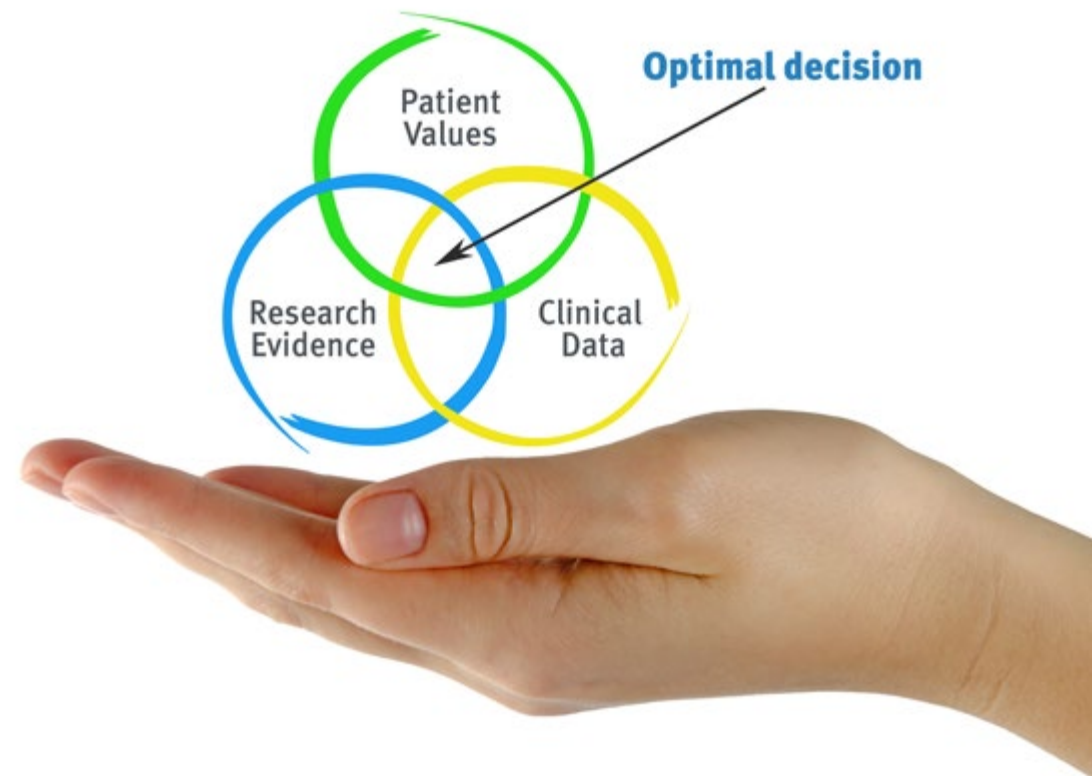 Optimal decision
Patient
Values
Research
Evidence
Clinical
Data